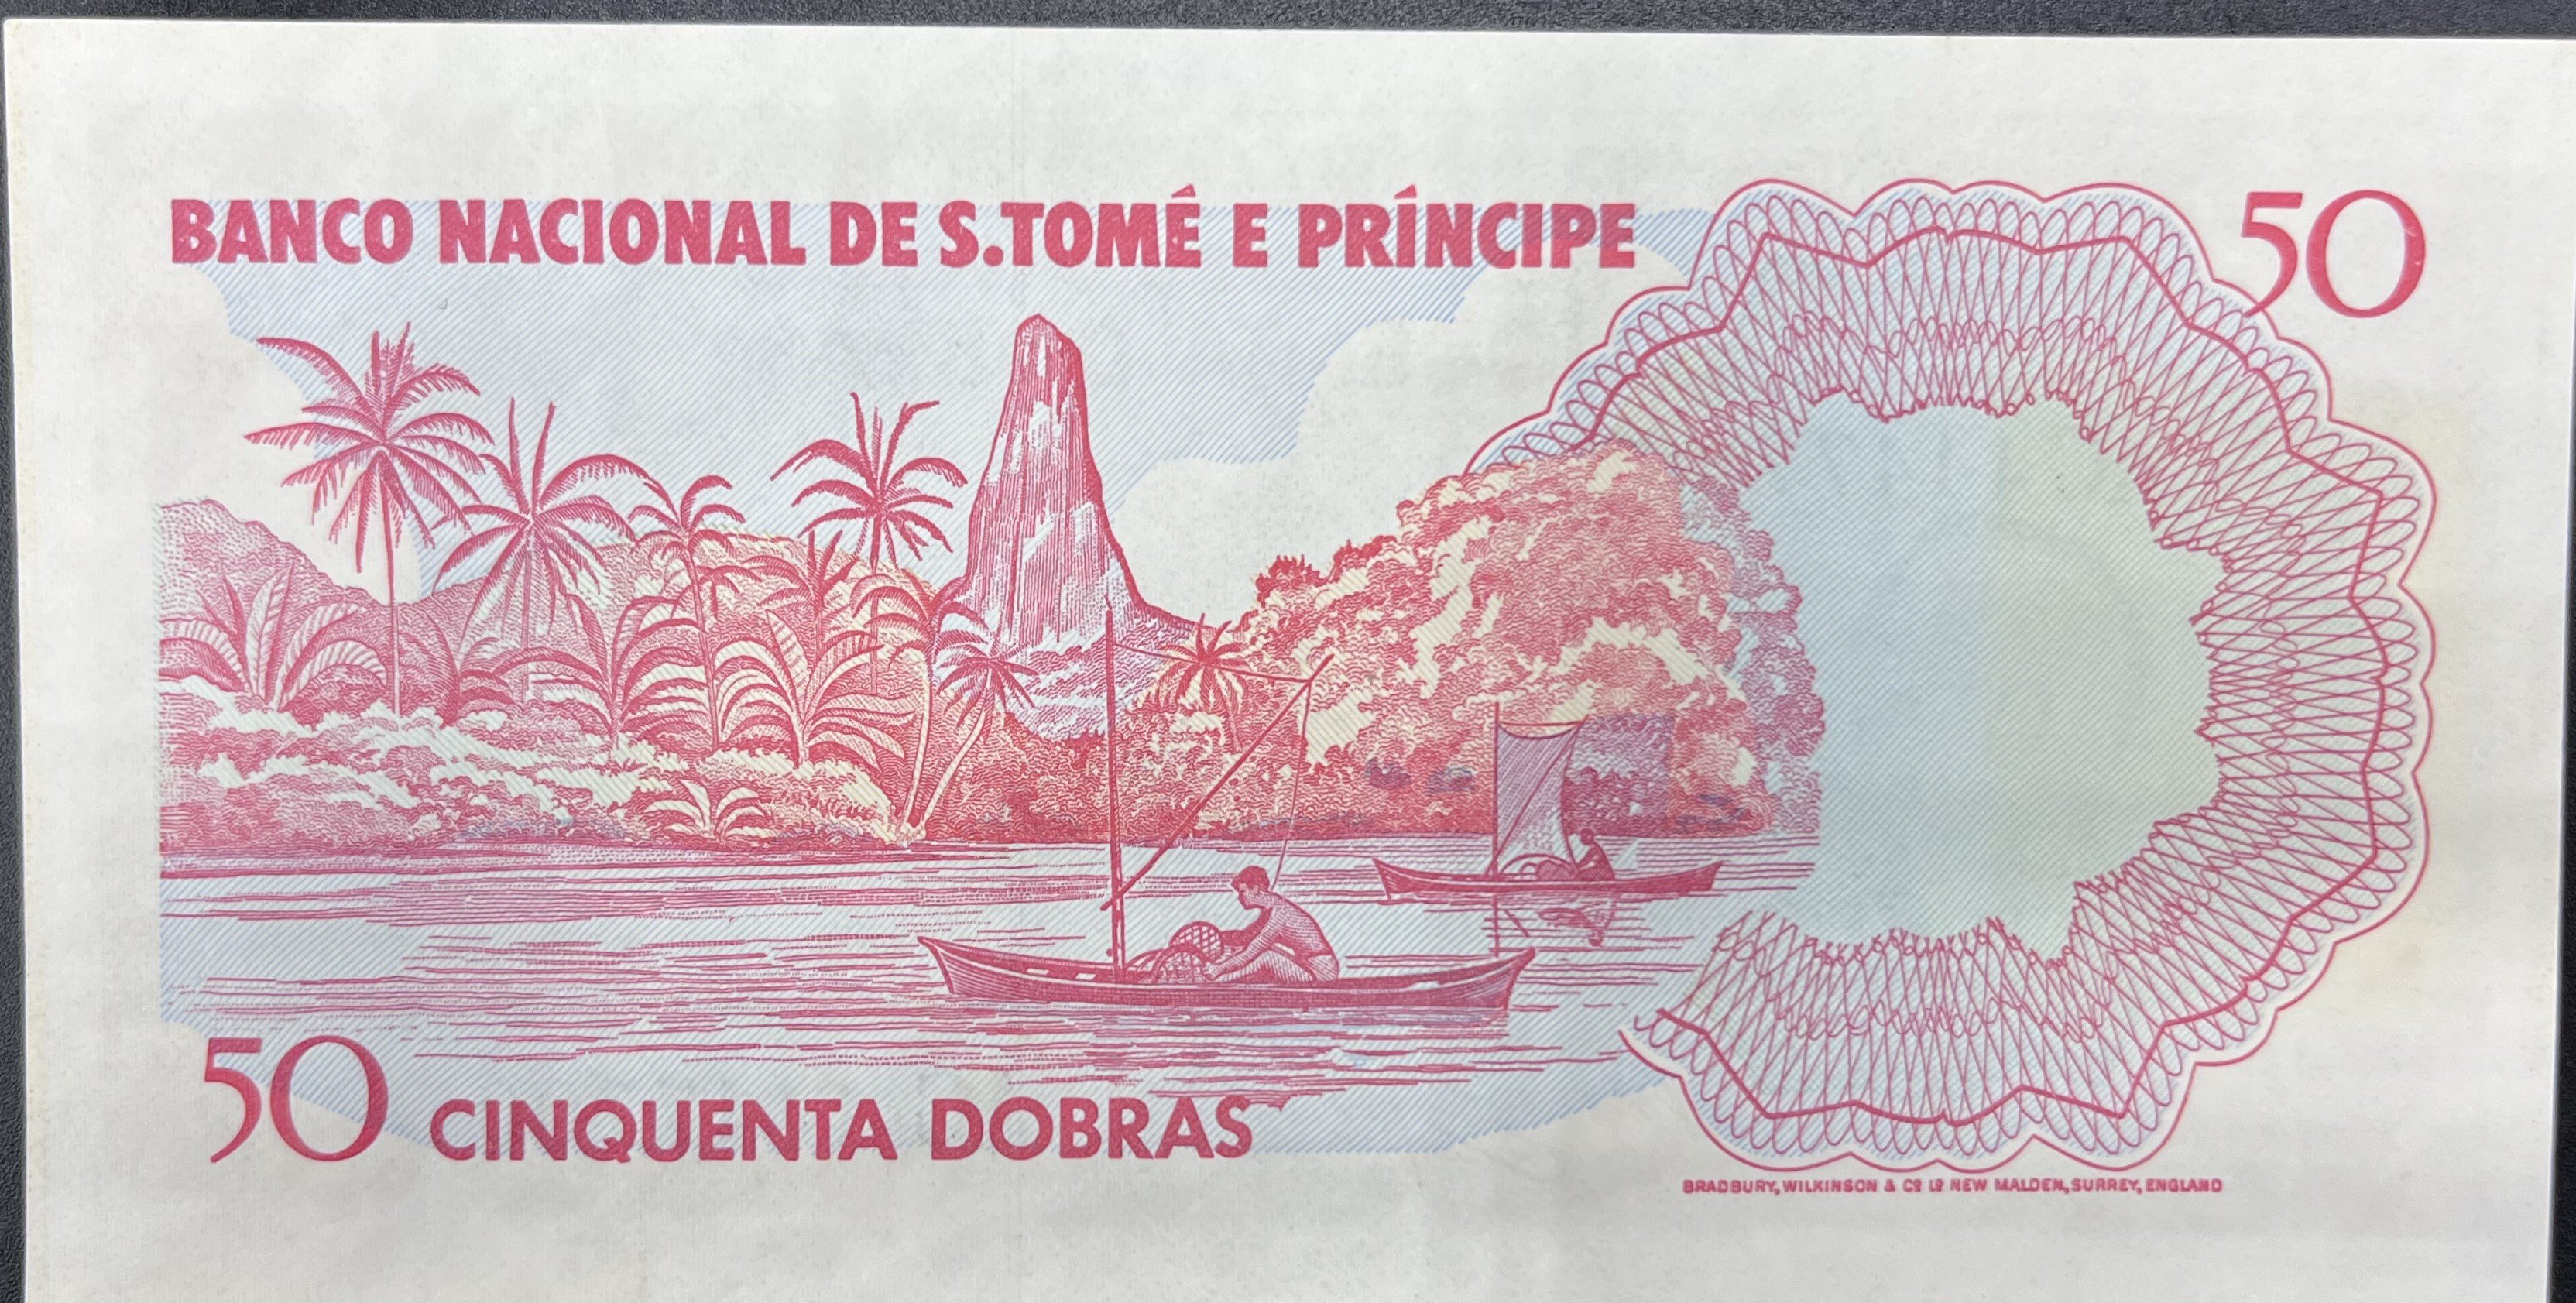 BANCO NACIONAL DE S.TOMÉ E PRÍNCIPE
50
50 CINQUENTA DOBRAS
BRADBURY, WILKINSON & Cº Lº NEW MALDEN, SURREY, ENGLAND